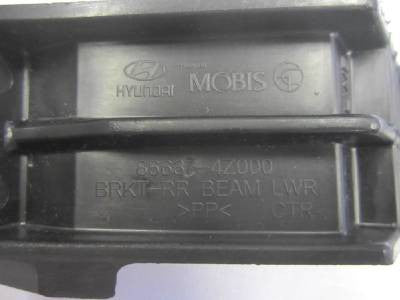 HYUNDAI MOBIS
BRKT-RR BEAM LWR
>PP< CTR